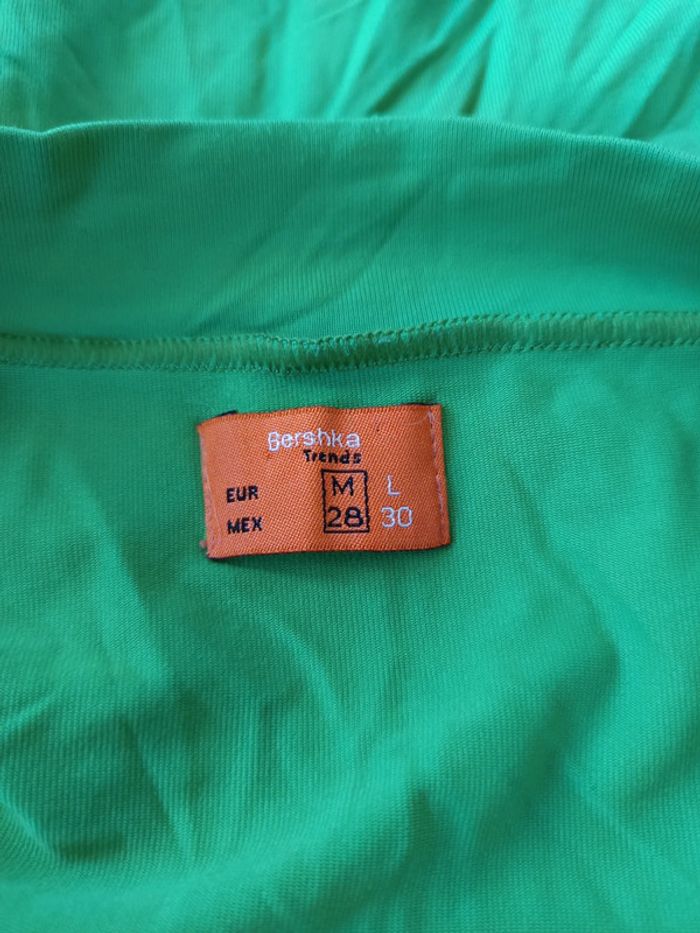 Bershka
Trends
EUR M L
MEX 28 30